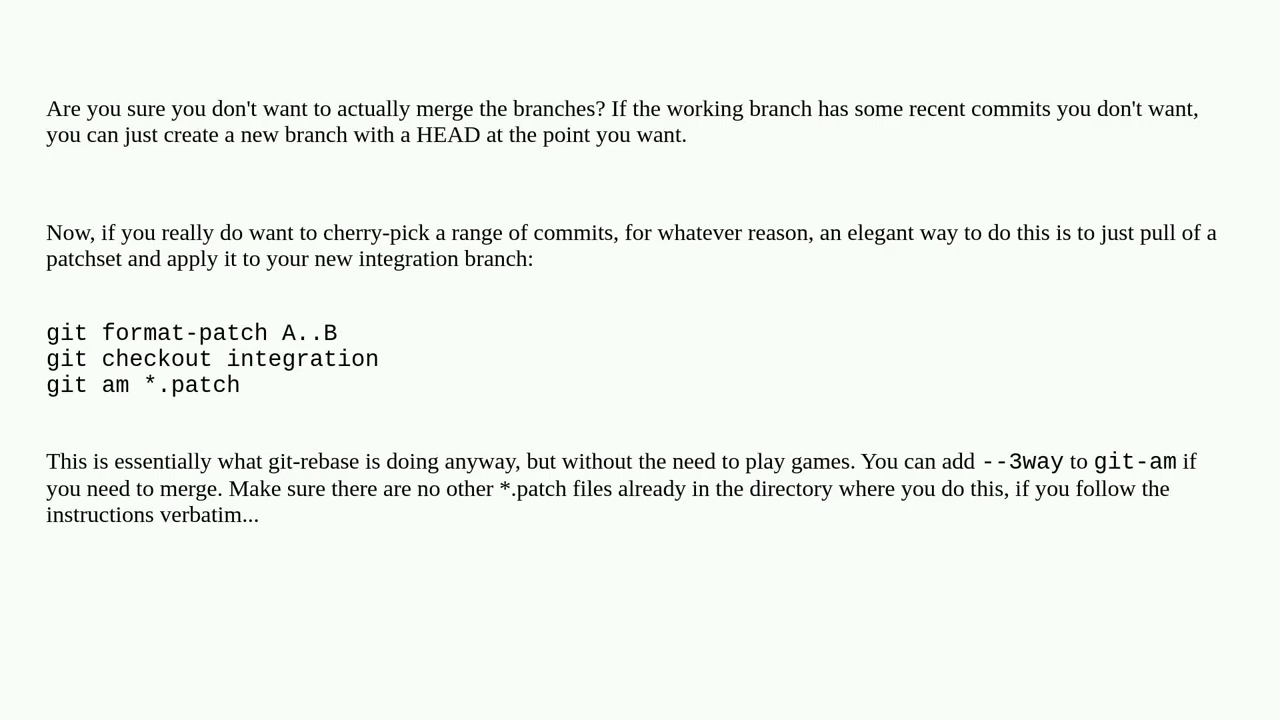 Are you sure you don't want to actually merge the branches? If the working branch has some recent commits you don't want,
you can just create a new branch with a HEAD at the point you want.
Now, if you really do want to cherry-pick a range of commits, for whatever reason, an elegant way to do this is to just pull of a
patchset and apply it to your new integration branch:
git format-patch A..B
git checkout integration
git am *.patch
This is essentially what git-rebase is doing anyway, but without the need to play games. You can add --3way to git-am if
you need to merge. Make sure there are no other *.patch files already in the directory where you do this, if you follow the
instructions verbatim...